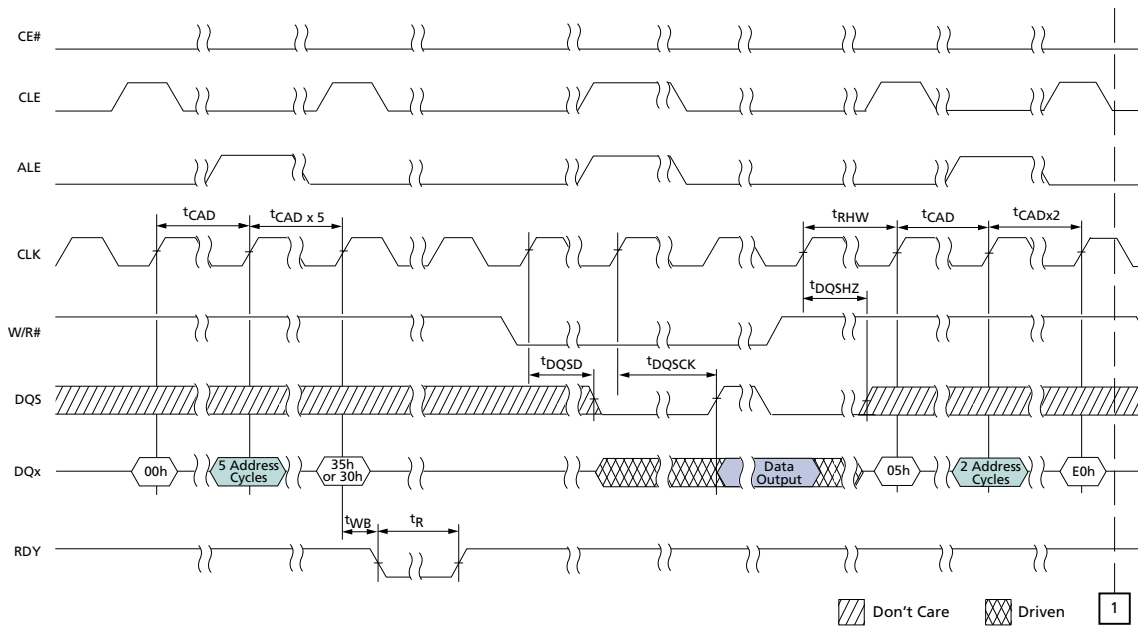 CE#
CLE
ALE
tCAD
tCAD x 5
tRHW
tCAD
tCADx2
CLK
tDQSHZ
W/R#
tDQSD
tDQSCK
DQS
DQx
00h
5 Address
Cycles
35h
or 30h
Data
Output
05h
2 Address
Cycles
E0h
tWB
tR
RDY
Don't Care
Driven
1